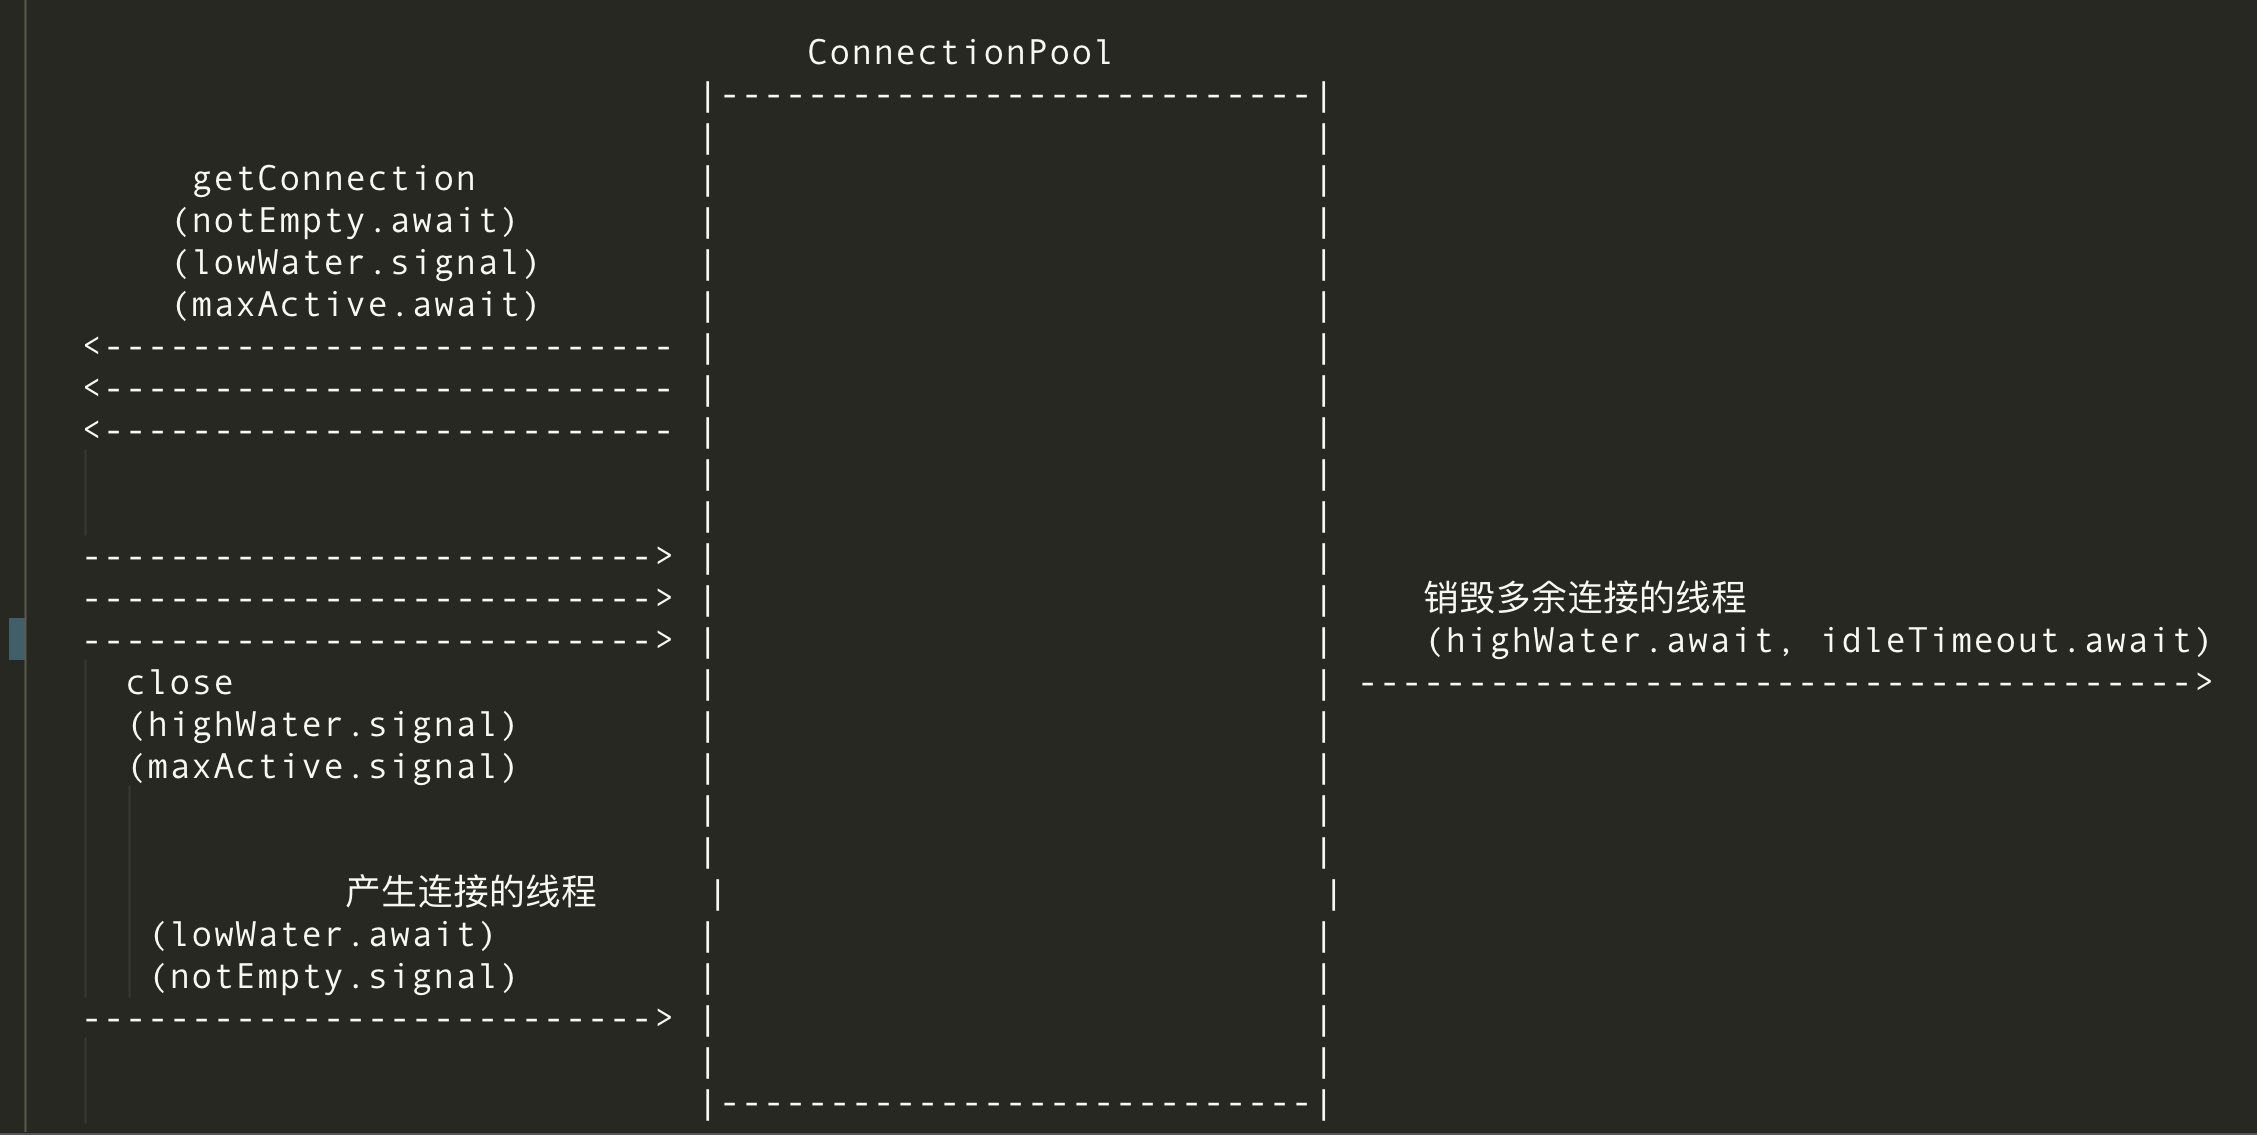 ConnectionPool
|---------------------------|
getConnection
(notEmpty.await)
(lowWater.signal)
(maxActive.await)
<--------------------------
<--------------------------
<--------------------------
-------------------------->
-------------------------->
销毁多余连接的线程
--------------------------> 
(highWater.await, idleTimeout.await)
close
-------------------------------------->
(highWater.signal)
(maxActive.signal)
产生连接的线程
(lowWater.await)
(notEmpty.signal)
-------------------------->
|---------------------------|